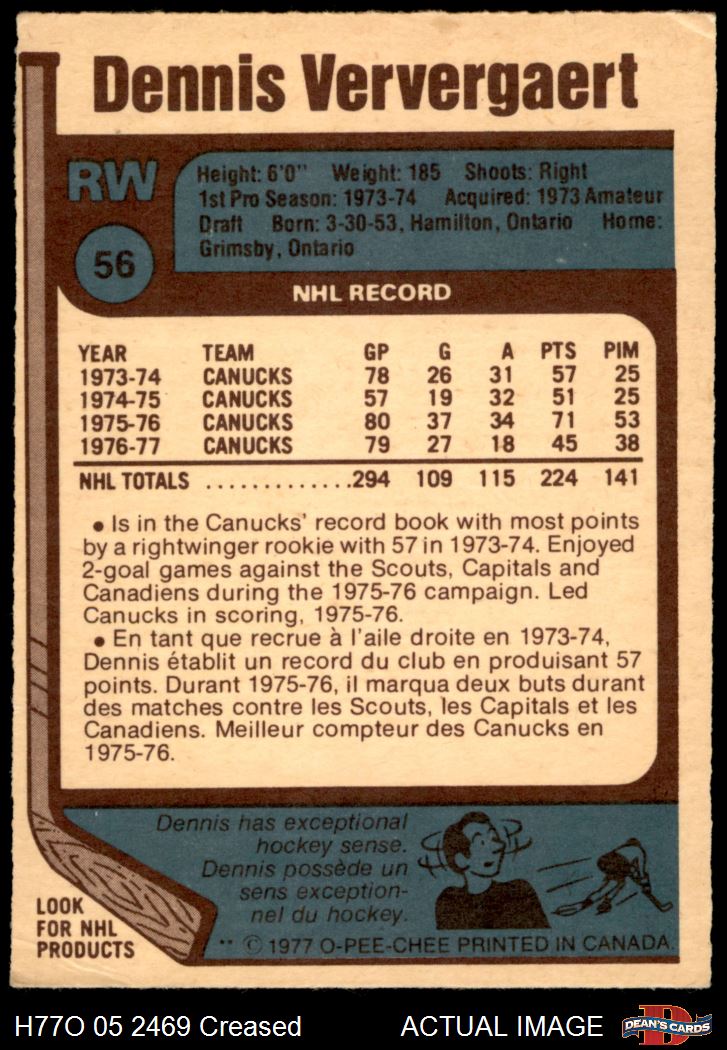 Dennis Ververgaert
RW
56
Height: 6'0" Weight: 185 Shoots: Right
1st Pro Season: 1973-74 Acquired: 1973 Amateur
Draft Born: 3-30-53, Hamilton, Ontario Home:
Grimsby, Ontario
NHL RECORD
YEAR TEAM GP G A PTS PIM
1973-74 CANUCKS 78 26 31 57 25
1974-75 CANUCKS 57 19 32 51 25
1975-76 CANUCKS 80 37 34 71 53
1976-77 CANUCKS 79 27 18 45 38
NHL TOTALS .............294 109 115 224 141
• Is in the Canucks' record book with most points
by a rightwinger rookie with 57 in 1973-74. Enjoyed
2-goal games against the Scouts, Capitals and
Canadiens during the 1975-76 campaign. Led
Canucks in scoring, 1975-76.
• En tant que recrue à l'aile droite en 1973-74,
Dennis établit un record du club en produisant 57
points. Durant 1975-76, il marqua deux buts durant
des matches contre les Scouts, les Capitals et les
Canadiens. Meilleur compteur des Canucks en
1975-76.
Dennis has exceptional
hockey sense.
Dennis possède un
sens exception-
nel du hockey.
LOOK
FOR NHL
PRODUCTS
** © 1977 O-PEE-CHEE PRINTED IN CANADA.
H77O 05 2469 Creased ACTUAL IMAGE
D
DEAN'S CARDS